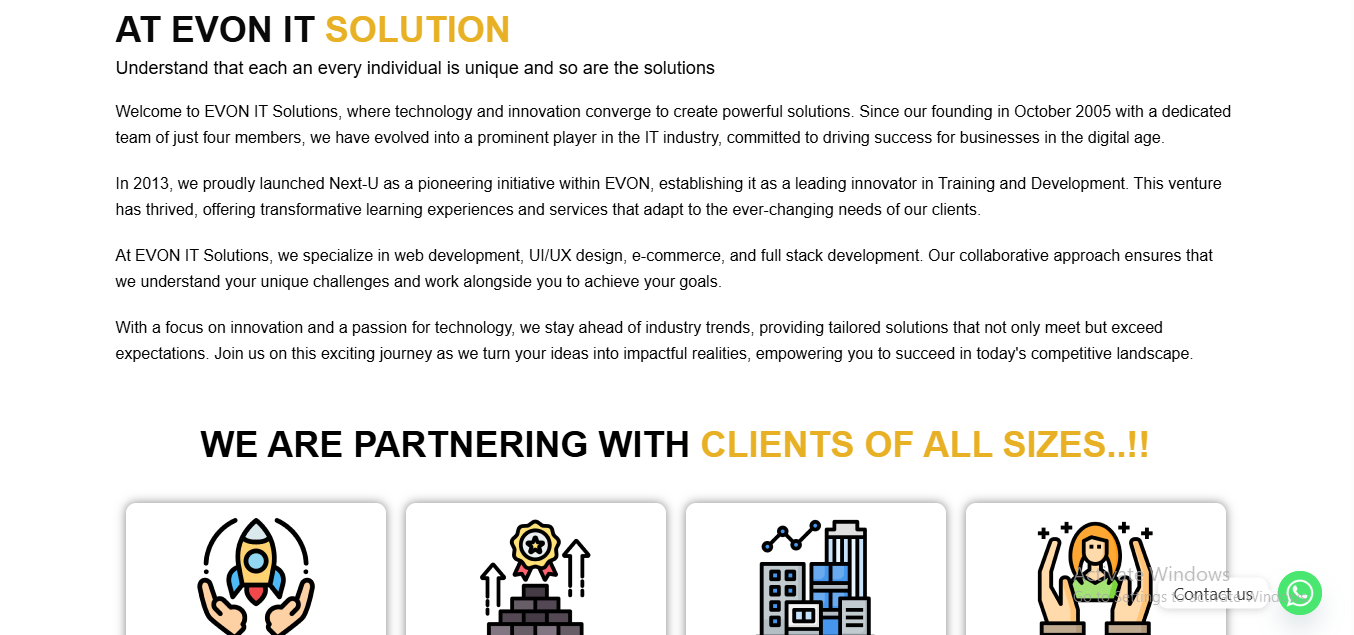 AT EVON IT SOLUTION
Understand that each an every individual is unique and so are the solutions
Welcome to EVON IT Solutions, where technology and innovation converge to create powerful solutions. Since our founding in October 2005 with a dedicated
team of just four members, we have evolved into a prominent player in the IT industry, committed to driving success for businesses in the digital age.
In 2013, we proudly launched Next-U as a pioneering initiative within EVON, establishing it as a leading innovator in Training and Development. This venture
has thrived, offering transformative learning experiences and services that adapt to the ever-changing needs of our clients.
At EVON IT Solutions, we specialize in web development, UI/UX design, e-commerce, and full stack development. Our collaborative approach ensures that
we understand your unique challenges and work alongside you to achieve your goals.
With a focus on innovation and a passion for technology, we stay ahead of industry trends, providing tailored solutions that not only meet but exceed
expectations. Join us on this exciting journey as we turn your ideas into impactful realities, empowering you to succeed in today's competitive landscape.
WE ARE PARTNERING WITH CLIENTS OF ALL SIZES..!!
Activate Windows
Go to Settings to activate Windows.
Contact us